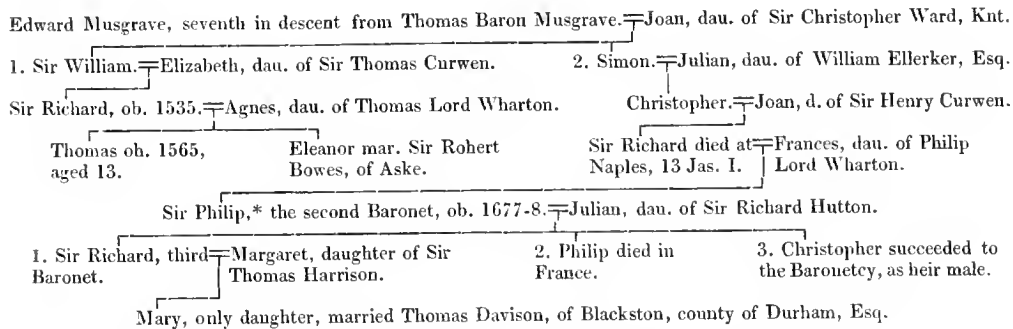 Edward Musgrave, seventh in descent from Thomas Baron Musgrave. Joan, dau. of Sir Christopher Ward, Knt.
1. Sir William. Elizabeth, dau. of Sir Thomas Curwen. 2. Simon. Julian, dau. of William Ellerker, Esq.
Sir Richard, ob. 1535. Agnes, dau. of Thomas Lord Wharton. Christopher. Joan, d. of Sir Henry Curwen.
Thomas oh. 1565, Eleanor mar. Sir Rohert Sir Richard died at Frances, dau. of Philip
aged 13. Bowes, of Aske. Naples, 13 Jas. I. Lord Wharton.
Sir Philip,* the second Baronet, ob. 1677-8. Julian, dau. of Sir Richard Hutton.
1. Sir Richard, third Margaret, daughter of Sir 2. Philip died in 3. Christopher succeeded to
Baronet. Thomas Harrison. France. the Barouetcy, as heir male.
Mary, only daughter, married Thomas Davison, of Blackston, county of Durham, Esq.